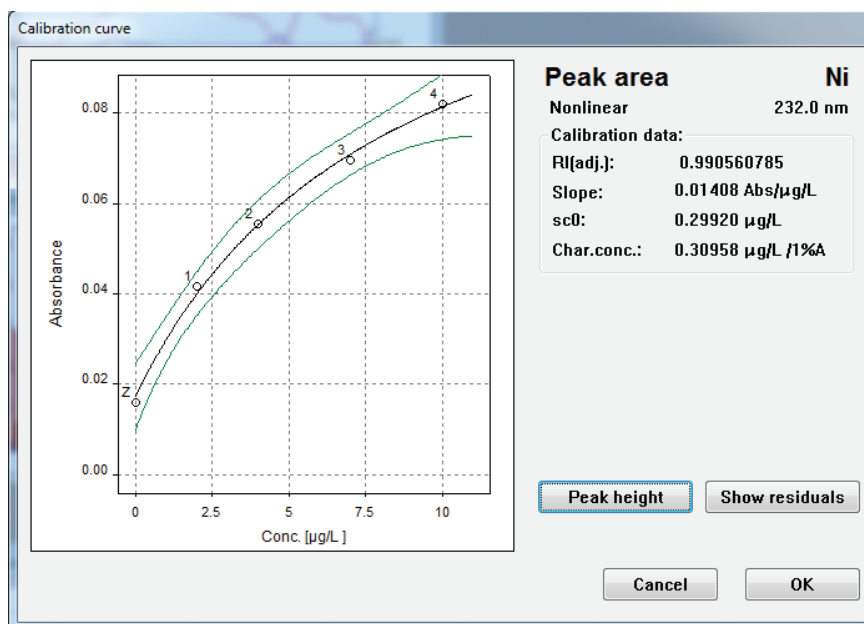 Calibration curve
0.08
0.06
0.04
0.02
0.00
Absorbance
Z
1
2
3
4
0
2.5
5
7.5
10
Conc. [µg/L ]
Peak area Ni
Nonlinear 232.0 nm
Calibration data:
R(adj.): 0.990560785
Slope: 0.01408 Abs/µg/L
sc0: 0.29920 µg/L
Char.conc.: 0.30958 µg/L /1%A
Peak height
Show residuals
Cancel
OK